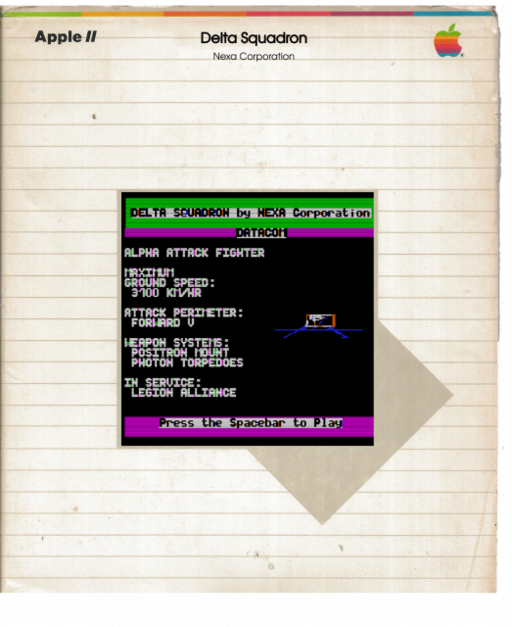 Apple II
Delta Squadron
Nexa Corporation
DELTA SQUADRON by NEXA Corporation
DATACOM
ALPHA ATTACK FIGHTER
MAXIMUM
GROUND SPEED:
3100 KM/HR
ATTACK PERIMETER:
FORWARD V
WEAPON SYSTEMS:
POSITRON MOUNT
PHOTON TORPEDOES
IN SERVICE:
LEGION ALLIANCE
Press the Spacebar to Play